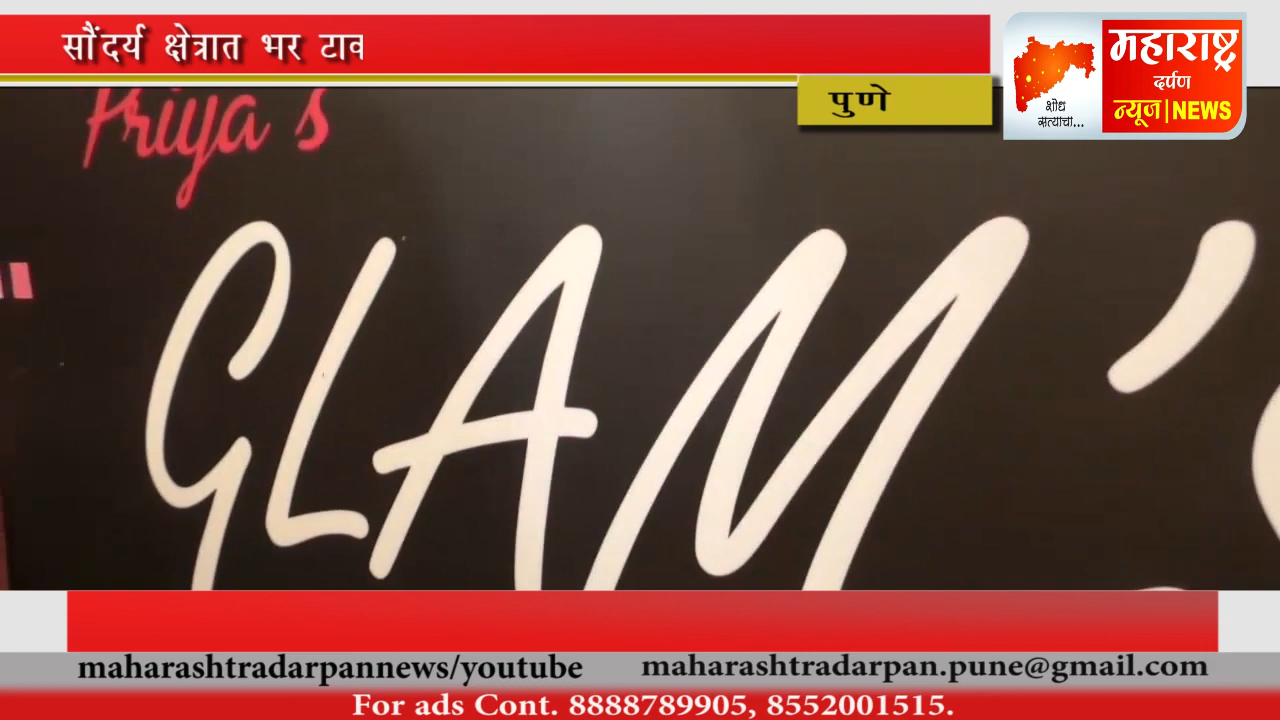 सौंदर्य क्षेत्रात भर टाव
महाराष्ट्र
दर्पण
न्यूज|NEWS
शोध
सत्याचा...
पुणे
Priya's
GLAM'
maharashtradarpannews/youtube
maharashtradarpan.pune@gmail.com
For ads Cont. 8888789905, 8552001515.